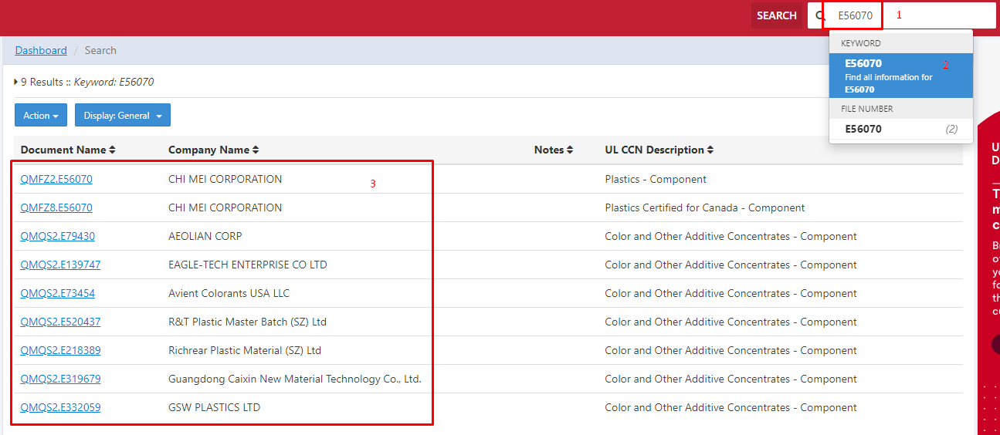 SEARCH E56070 1
Dashboard / Search
KEYWORD
E56070 2
Find all information for
E56070
FILE NUMBER
E56070 (2)
9 Results :: Keyword: E56070
Action Display: General
Document Name Company Name Notes UL CCN Description
QMFZ2.E56070 CHI MEI CORPORATION 3 Plastics - Component
QMFZ8.E56070 CHI MEI CORPORATION Plastics Certified for Canada - Component
QMQS2.E79430 AEOLIAN CORP Color and Other Additive Concentrates - Component
QMQS2.E139747 EAGLE-TECH ENTERPRISE CO LTD Color and Other Additive Concentrates - Component
QMQS2.E73454 Avient Colorants USA LLC Color and Other Additive Concentrates - Component
QMQS2.E520437 R&T Plastic Master Batch (SZ) Ltd Color and Other Additive Concentrates - Component
QMQS2.E218389 Richrear Plastic Material (SZ) Ltd Color and Other Additive Concentrates - Component
QMQS2.E319679 Guangdong Caixin New Material Technology Co., Ltd. Color and Other Additive Concentrates - Component
QMQS2.E332059 GSW PLASTICS LTD Color and Other Additive Concentrates - Component